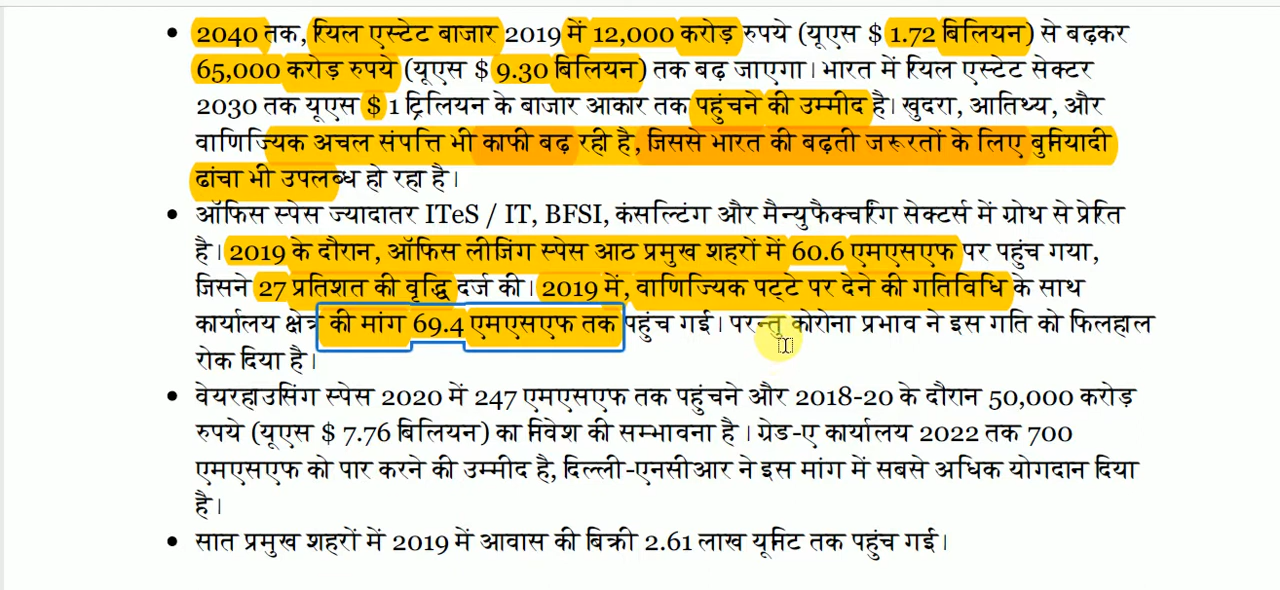 • 2040 तक, रियल एस्टेट बाजार 2019 में 12,000 करोड़ रुपये (यूएस $ 1.72 बिलियन) से बढ़कर
65,000 करोड़ रुपये (यूएस $ 9.30 बिलियन) तक बढ़ जाएगा। भारत में रियल एस्टेट सेक्टर
2030 तक यूएस $ 1 ट्रिलियन के बाजार आकार तक पहुंचने की उम्मीद है। खुदरा, आतिथ्य, और
वाणिज्यिक अचल संपत्ति भी काफी बढ़ रही है, जिससे भारत की बढ़ती जरूरतों के लिए बुनियादी
ढांचा भी उपलब्ध हो रहा है।
• ऑफिस स्पेस ज्यादातर ITeS / IT, BFSI, कंसल्टिंग और मैन्युफैक्चरिंग सेक्टर्स में ग्रोथ से प्रेरित
है। 2019 के दौरान, ऑफिस लीजिंग स्पेस आठ प्रमुख शहरों में 60.6 एमएसएफ पर पहुंच गया,
जिसने 27 प्रतिशत की वृद्धि दर्ज की। 2019 में, वाणिज्यिक पट्टे पर देने की गतिविधि के साथ
कार्यालय क्षेत्र की मांग 69.4 एमएसएफ तक पहुंच गई। परन्तु कोरोना प्रभाव ने इस गति को फिलहाल
रोक दिया है।
• वेयरहाउसिंग स्पेस 2020 में 247 एमएसएफ तक पहुंचने और 2018-20 के दौरान 50,000 करोड़
रुपये (यूएस $ 7.76 बिलियन) का निवेश की सम्भावना है। ग्रेड-ए कार्यालय 2022 तक 700
एमएसएफ को पार करने की उम्मीद है, दिल्ली-एनसीआर ने इस मांग में सबसे अधिक योगदान दिया
है।
• सात प्रमुख शहरों में 2019 में आवास की बिक्री 2.61 लाख यूनिट तक पहुंच गई।